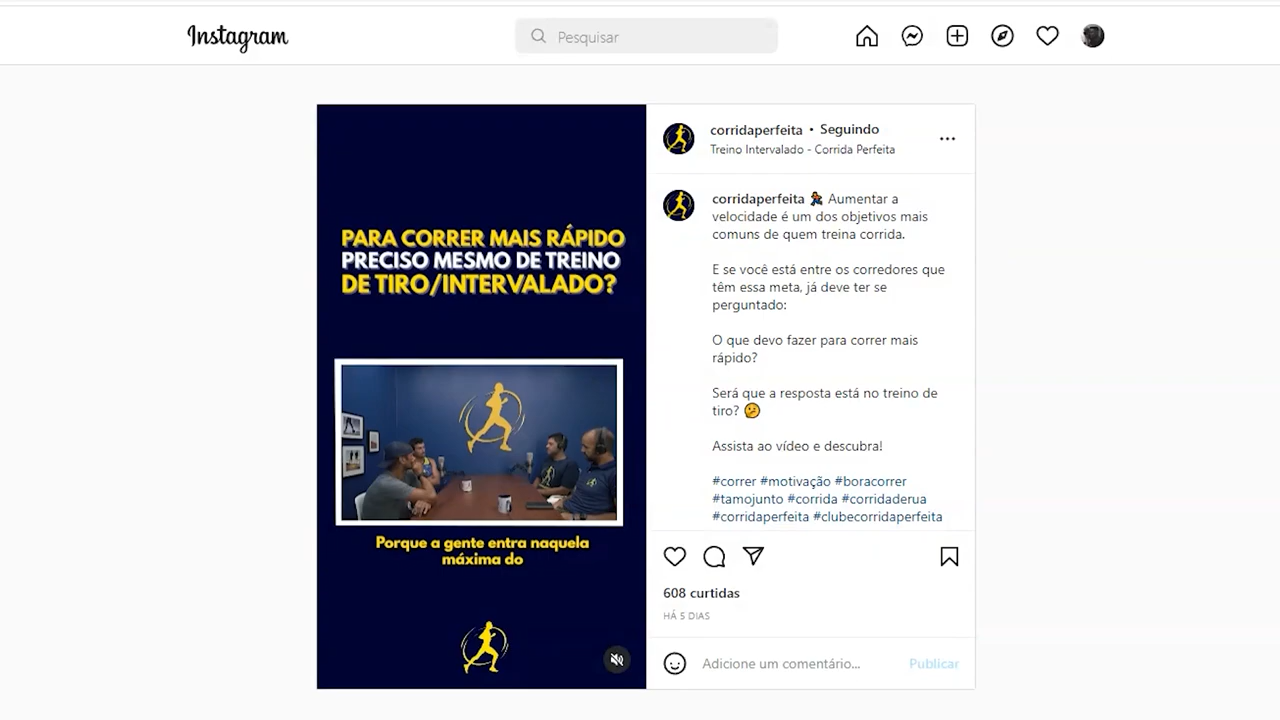 Instagram
Pesquisar
PARA CORRER MAIS RÁPIDO
PRECISO MESMO DE TREINO
DE TIRO/INTERVALADO?
Porque a gente entra naquela
máxima do
corridaperfeita • Seguindo
Treino Intervalado - Corrida Perfeita
corridaperfeita 🏃 Aumentar a
velocidade é um dos objetivos mais
comuns de quem treina corrida.
E se você está entre os corredores que
têm essa meta, já deve ter se
perguntado:
O que devo fazer para correr mais
rápido?
Será que a resposta está no treino de
tiro? 🤔
Assista ao vídeo e descubra!
#correr #motivação #boracorrer
#tamojunto #corrida #corridaderua
#corridaperfeita #clubecorridaperfeita
608 curtidas
HÁ 5 DIAS
Adicione um comentário...
Publicar